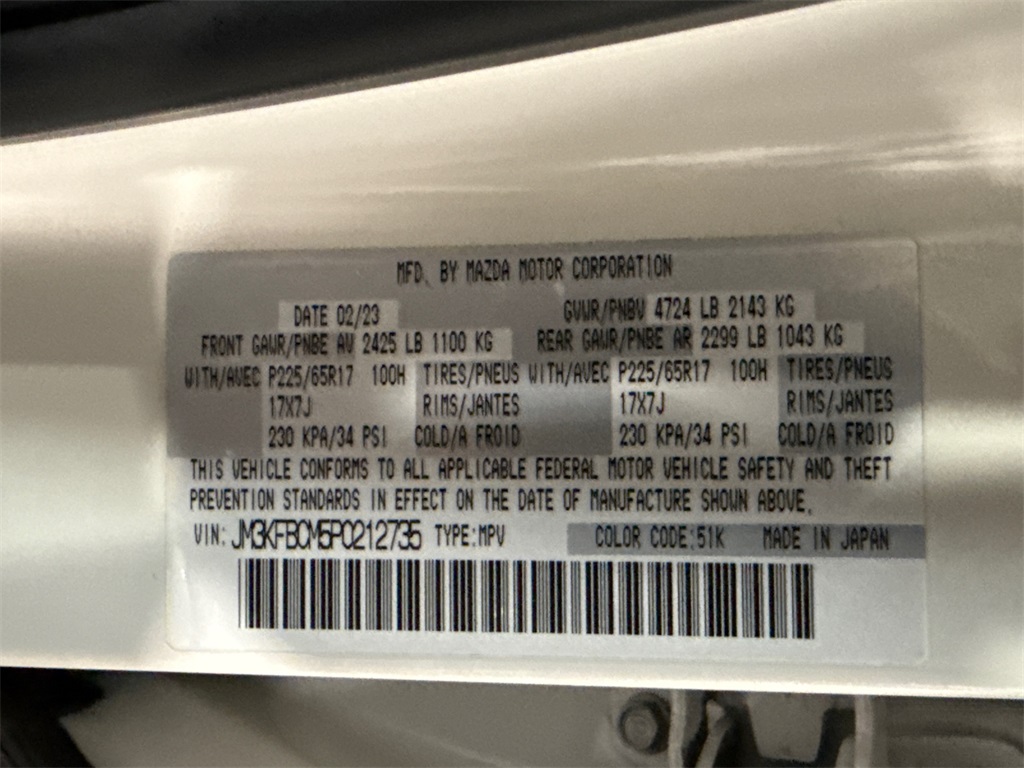 MFD. BY MAZDA MOTOR CORPORATION
DATE 02/23 GVWR/PNBV 4724 LB 2143 KG
FRONT GAWR/PNBE AV 2425 LB 1100 KG REAR GAWR/PNBE AR 2299 LB 1043 KG
WITH/AVEC P225/65R17 100H TIRES/PNEUS WITH/AVEC P225/65R17 100H TIRES/PNEUS
17X7J RIMS/JANTES 17X7J RIMS/JANTES
230 KPA/34 PSI COLD/A FROID 230 KPA/34 PSI COLD/A FROID
THIS VEHICLE CONFORMS TO ALL APPLICABLE FEDERAL MOTOR VEHICLE SAFETY AND THEFT
PREVENTION STANDARDS IN EFFECT ON THE DATE OF MANUFACTURE SHOWN ABOVE.
VIN: JM3KFBCM5P0212735 TYPE:MPV COLOR CODE:51K MADE IN JAPAN